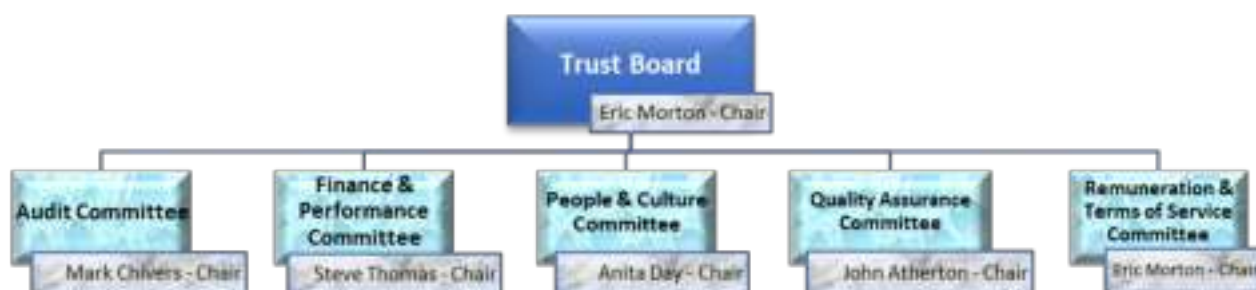 Trust Board
Eric Morton - Chair
Audit Committee
Mark Chivers - Chair
Finance &
Performance
Committee
Steve Thomas - Chair
People & Culture
Committee
Anita Day - Chair
Quality Assurance
Committee
John Atherton - Chair
Remuneration &
Terms of Service
Committee
Eric Morton - Chair